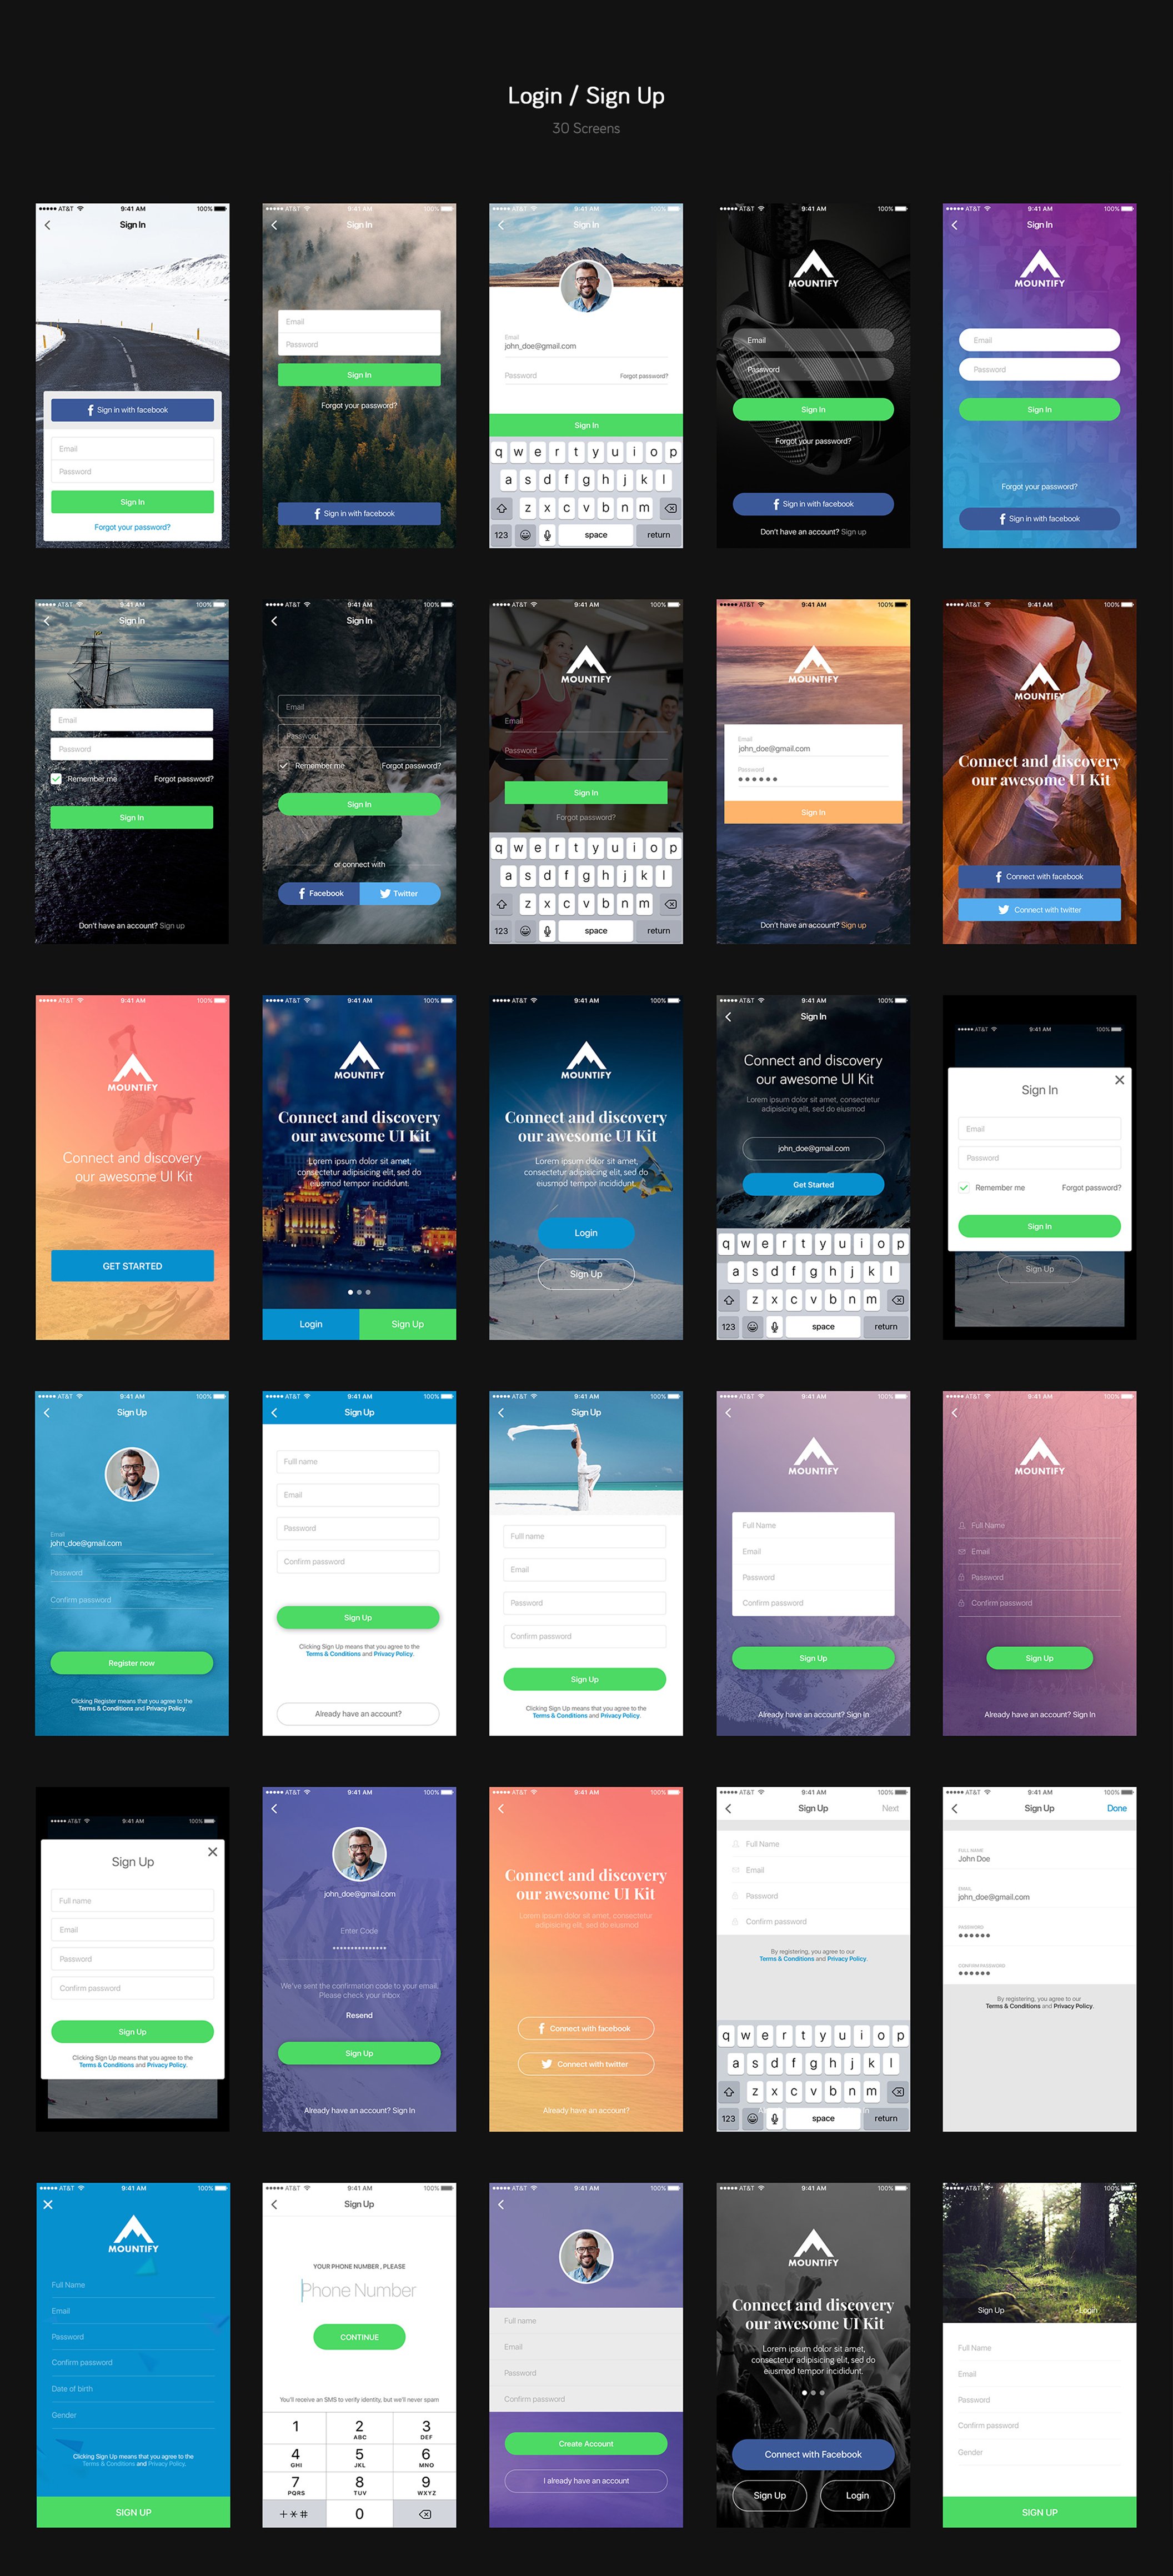 Login / Sign Up
30 Screens
AT&T 9:41 AM 100%
Sign In
Sign in with facebook
Email
Password
Sign In
Forgot your password?
AT&T 9:41 AM 100%
Sign In
Email
Password
Sign In
Forgot your password?
Sign in with facebook
AT&T 9:41 AM 100%
Sign In
Email
john_doe@gmail.com
Password Forgot password?
Sign In
q w e r t y u i o p
a s d f g h j k l
z x c v b n m
123 space return
AT&T 9:41 AM 100%
MOUNTIFY
Email
Password
Sign In
Forgot your password?
Sign in with facebook
Don't have an account? Sign up
AT&T 9:41 AM 100%
Sign In
MOUNTIFY
Email
Password
Sign In
Forgot your password?
Sign in with facebook
AT&T 9:41 AM 100%
Sign In
Email
Password
Remember me Forgot password?
Sign In
Don't have an account? Sign up
AT&T 9:41 AM 100%
Sign In
Email
Password
Remember me Forgot password?
Sign In
or connect with
Facebook Twitter
AT&T 9:41 AM 100%
MOUNTIFY
Email
Password
Sign In
Forgot password?
q w e r t y u i o p
a s d f g h j k l
z x c v b n m
123 space return
AT&T 9:41 AM 100%
MOUNTIFY
Email
john_doe@gmail.com
Password
Sign In
Don't have an account? Sign up
AT&T 9:41 AM 100%
MOUNTIFY
Connect and discovery
our awesome UI Kit
Connect with facebook
Connect with twitter
AT&T 9:41 AM 100%
MOUNTIFY
Connect and discovery
our awesome UI Kit
GET STARTED
AT&T 9:41 AM 100%
MOUNTIFY
Connect and discovery
our awesome UI Kit
Lorem ipsum dolor sit amet,
consectetur adipisicing elit, sed do
eiusmod tempor incididunt.
Login Sign Up
AT&T 9:41 AM 100%
MOUNTIFY
Connect and discovery
our awesome UI Kit
Lorem ipsum dolor sit amet,
consectetur adipisicing elit, sed do
eiusmod tempor incididunt.
Login
Sign Up
AT&T 9:41 AM 100%
Sign In
Connect and discovery
our awesome UI Kit
Lorem ipsum dolor sit amet, consectetur
adipisicing elit, sed do eiusmod
john_doe@gmail.com
Get Started
q w e r t y u i o p
a s d f g h j k l
z x c v b n m
123 space return
AT&T 9:41 AM 100%
Sign In
Email
Password
Remember me Forgot password?
Sign In
Sign Up
AT&T 9:41 AM 100%
Sign Up
Email
john_doe@gmail.com
Password
Confirm password
Register now
Clicking Register means that you agree to the
Terms & Conditions and Privacy Policy.
AT&T 9:41 AM 100%
Sign Up
Fulll name
Email
Password
Confirm password
Sign Up
Clicking Sign Up means that you agree to the
Terms & Conditions and Privacy Policy.
Already have an account?
AT&T 9:41 AM 100%
Sign Up
Fulll name
Email
Password
Confirm password
Sign Up
Clicking Sign Up means that you agree to the
Terms & Conditions and Privacy Policy.
AT&T 9:41 AM 100%
MOUNTIFY
Full Name
Email
Password
Confirm password
Sign Up
Already have an account? Sign In
AT&T 9:41 AM 100%
MOUNTIFY
Full Name
Email
Password
Confirm password
Sign Up
Already have an account? Sign In
AT&T 9:41 AM 100%
Sign Up
Full name
Email
Password
Confirm password
Sign Up
Clicking Sign Up means that you agree to the
Terms & Conditions and Privacy Policy.
AT&T 9:41 AM 100%
john_doe@gmail.com
Enter Code
We've sent the confirmation code to your email.
Please check your inbox
Resend
Sign Up
Already have an account? Sign In
AT&T 9:41 AM 100%
Connect and discovery
our awesome UI Kit
Lorem ipsum dolor sit amet, consectetur
adipisicing elit, sed do eiusmod
Connect with facebook
Connect with twitter
Already have an account?
AT&T 9:41 AM 100%
Sign Up Next
Full Name
Email
Password
Confirm password
By registering, you agree to our
Terms & Conditions and Privacy Policy.
q w e r t y u i o p
a s d f g h j k l
z x c v b n m
123 space return
AT&T 9:41 AM 100%
Sign Up Done
FULL NAME
John Doe
EMAIL
john_doe@gmail.com
PASSWORD
CONFIRM PASSWORD
By registering, you agree to our
Terms & Conditions and Privacy Policy.
AT&T 9:41 AM 100%
MOUNTIFY
Full Name
Email
Password
Confirm password
Date of birth
Gender
Clicking Sign Up means that you agree to the
Terms & Conditions and Privacy Policy.
SIGN UP
AT&T 9:41 AM 100%
Sign Up
YOUR PHONE NUMBER, PLEASE
Phone Number
CONTINUE
You'll receive an SMS to verify identity, but we'll never spam
1 2 3
ABC DEF
4 5 6
GHI JKL MNO
7 8 9
PQRS TUV WXYZ
+ * # 0
AT&T 9:41 AM 100%
Full name
Email
Password
Confirm password
Create Account
I already have an account
AT&T 9:41 AM 100%
MOUNTIFY
Connect and discovery
our awesome UI Kit
Lorem ipsum dolor sit amet,
consectetur adipisicing elit, sed do
eiusmod tempor incididunt.
Connect with Facebook
Sign Up Login
AT&T 9:41 AM 100%
Sign Up Login
Full Name
Email
Password
Confirm password
Gender
SIGN UP